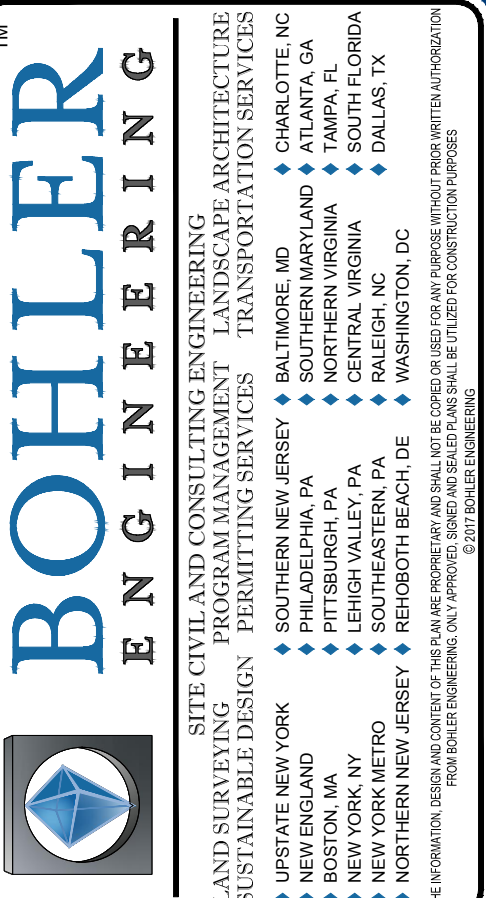 BOHLER™
ENGINEERING
SITE CIVIL AND CONSULTING ENGINEERING
LAND SURVEYING PROGRAM MANAGEMENT LANDSCAPE ARCHITECTURE
SUSTAINABLE DESIGN PERMITTING SERVICES TRANSPORTATION SERVICES
♦ UPSTATE NEW YORK ♦ SOUTHERN NEW JERSEY ♦ BALTIMORE, MD ♦ CHARLOTTE, NC
♦ NEW ENGLAND ♦ PHILADELPHIA, PA ♦ SOUTHERN MARYLAND ♦ ATLANTA, GA
♦ BOSTON, MA ♦ PITTSBURGH, PA ♦ NORTHERN VIRGINIA ♦ TAMPA, FL
♦ NEW YORK, NY ♦ LEHIGH VALLEY, PA ♦ CENTRAL VIRGINIA ♦ SOUTH FLORIDA
♦ NEW YORK METRO ♦ SOUTHEASTERN, PA ♦ RALEIGH, NC ♦ DALLAS, TX
♦ NORTHERN NEW JERSEY ♦ REHOBOTH BEACH, DE ♦ WASHINGTON, DC
HE INFORMATION, DESIGN AND CONTENT OF THIS PLAN ARE PROPRIETARY AND SHALL NOT BE COPIED OR USED FOR ANY PURPOSE WITHOUT PRIOR WRITTEN AUTHORIZATION
FROM BOHLER ENGINEERING. ONLY APPROVED, SIGNED AND SEALED PLANS SHALL BE UTILIZED FOR CONSTRUCTION PURPOSES
© 2017 BOHLER ENGINEERING